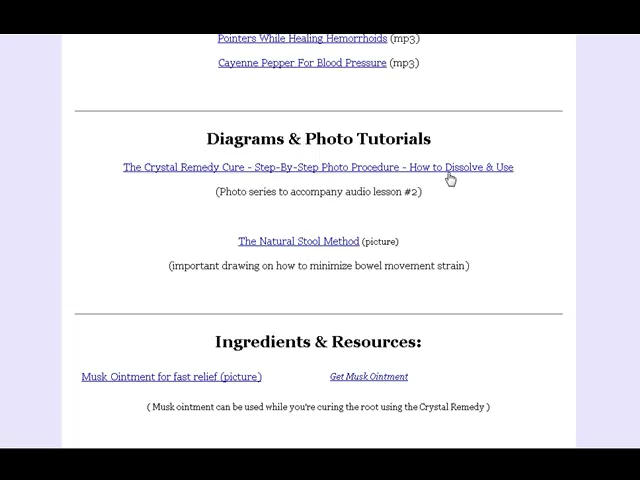 Pointers While Healing Hemorrhoids (mp3)
Cayenne Pepper For Blood Pressure (mp3)
Diagrams & Photo Tutorials
The Crystal Remedy Cure - Step-By-Step Photo Procedure - How to Dissolve & Use
(Photo series to accompany audio lesson #2)
The Natural Stool Method (picture)
(important drawing on how to minimize bowel movement strain)
Ingredients & Resources:
Musk Ointment for fast relief (picture) Get Musk Ointment
( Musk ointment can be used while you're curing the root using the Crystal Remedy )